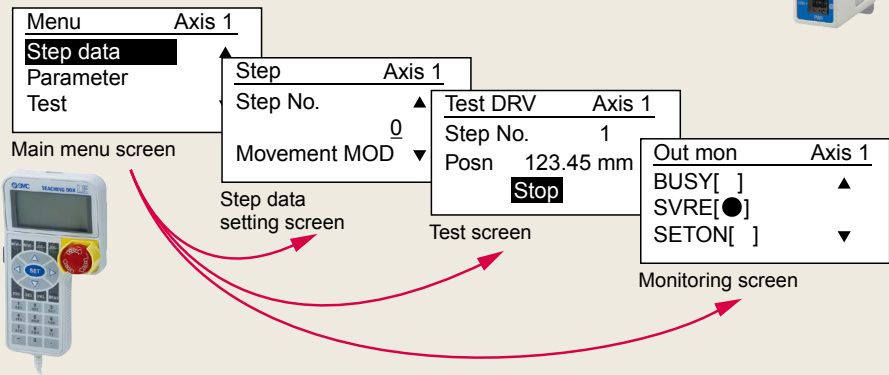 Menu Axis 1
Step data
Parameter
Test
Main menu screen
Step Axis 1
Step No.
0
Movement MOD
Step data
setting screen
Test DRV Axis 1
Step No. 1
Posn 123.45 mm
Stop
Test screen
Out mon Axis 1
BUSY[ ]
SVRE[●]
SETON[ ]
Monitoring screen
SMC TEACHING BOX LE
SET